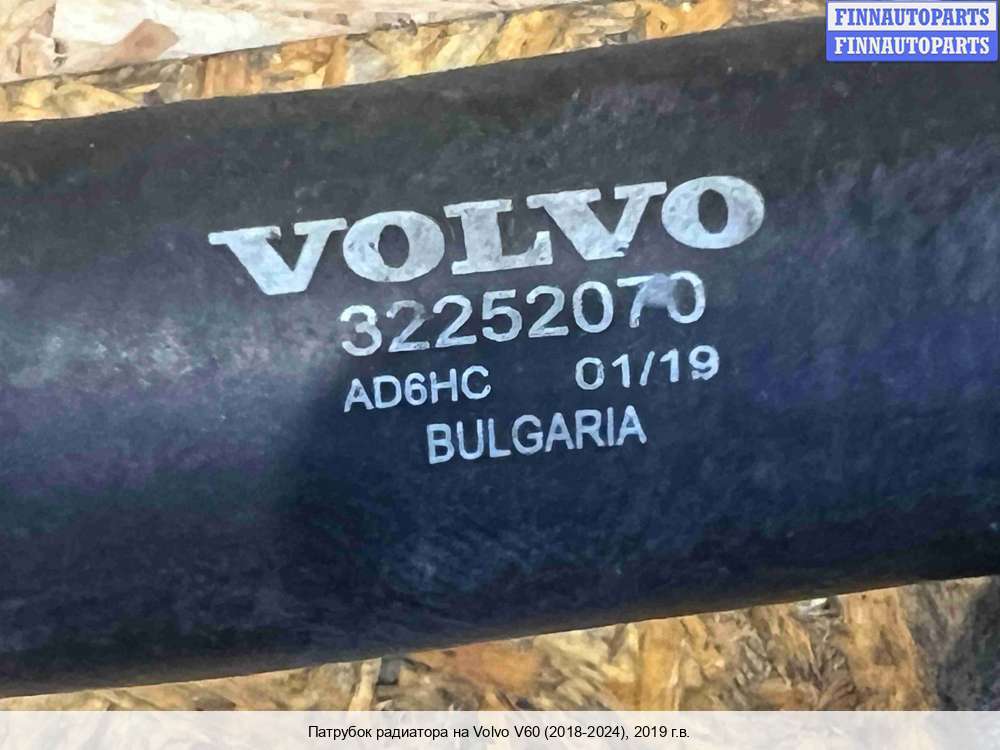 FINNAUTOPARTS
FINNAUTOPARTS
VOLVO
32252070
AD6HC 01/19
BULGARIA
Патрубок радиатора на Volvo V60 (2018-2024), 2019 г.в.